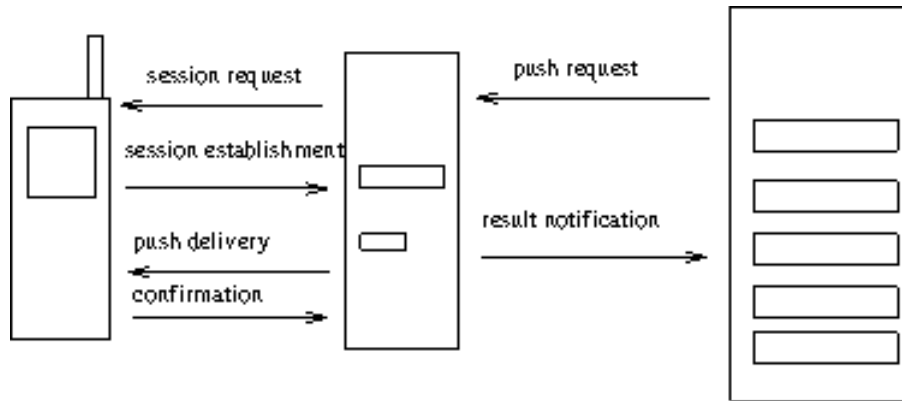 session request
push request
session establishment
result notification
push delivery
confirmation